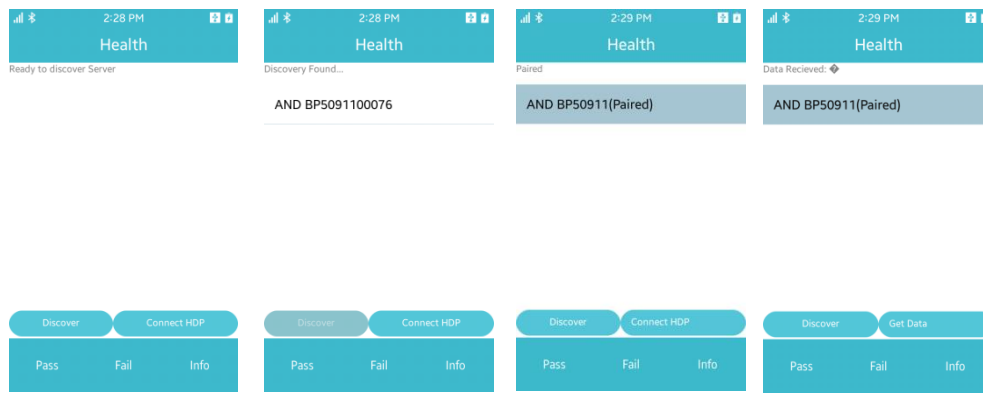 2:28 PM
Health
Ready to discover Server
Discover Connect HDP
Pass Fail Info
2:28 PM
Health
Discovery Found...
AND BP5091100076
Discover Connect HDP
Pass Fail Info
2:29 PM
Health
Paired
AND BP50911(Paired)
Discover Connect HDP
Pass Fail Info
2:29 PM
Health
Data Recieved: �
AND BP50911(Paired)
Discover Get Data
Pass Fail Info